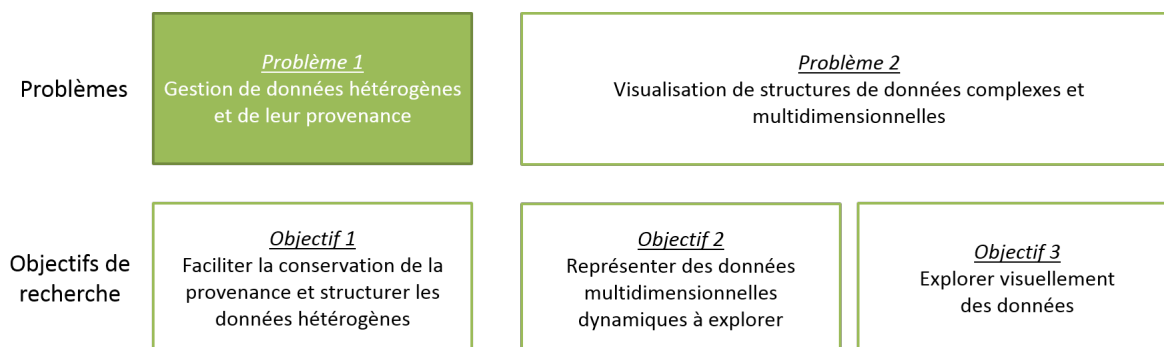 Problèmes
Problème 1
Gestion de données hétérogènes
et de leur provenance
Problème 2
Visualisation de structures de données complexes et
multidimensionnelles
Objectifs de
recherche
Objectif 1
Faciliter la conservation de la
provenance et structurer les
données hétérogènes
Objectif 2
Représenter des données
multidimensionnelles
dynamiques à explorer
Objectif 3
Explorer visuellement
des données